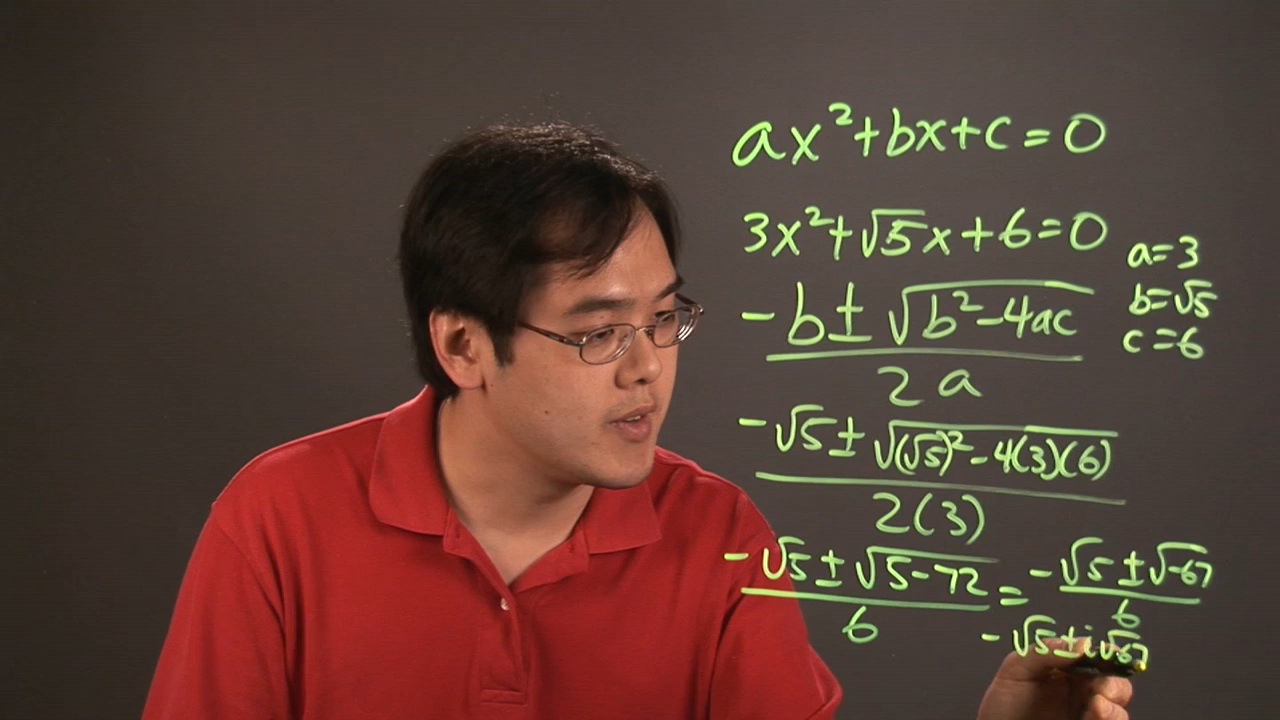 ax²+bx+c=0
3x²+√5x+6=0
a=3
b=√5
c=6
-b±√(b²-4ac)
2a
-√5±√((√5)²-4(3)(6))
2(3)
-√5±√(5-72) = -√5±√-67
6 6
-√5±i√67